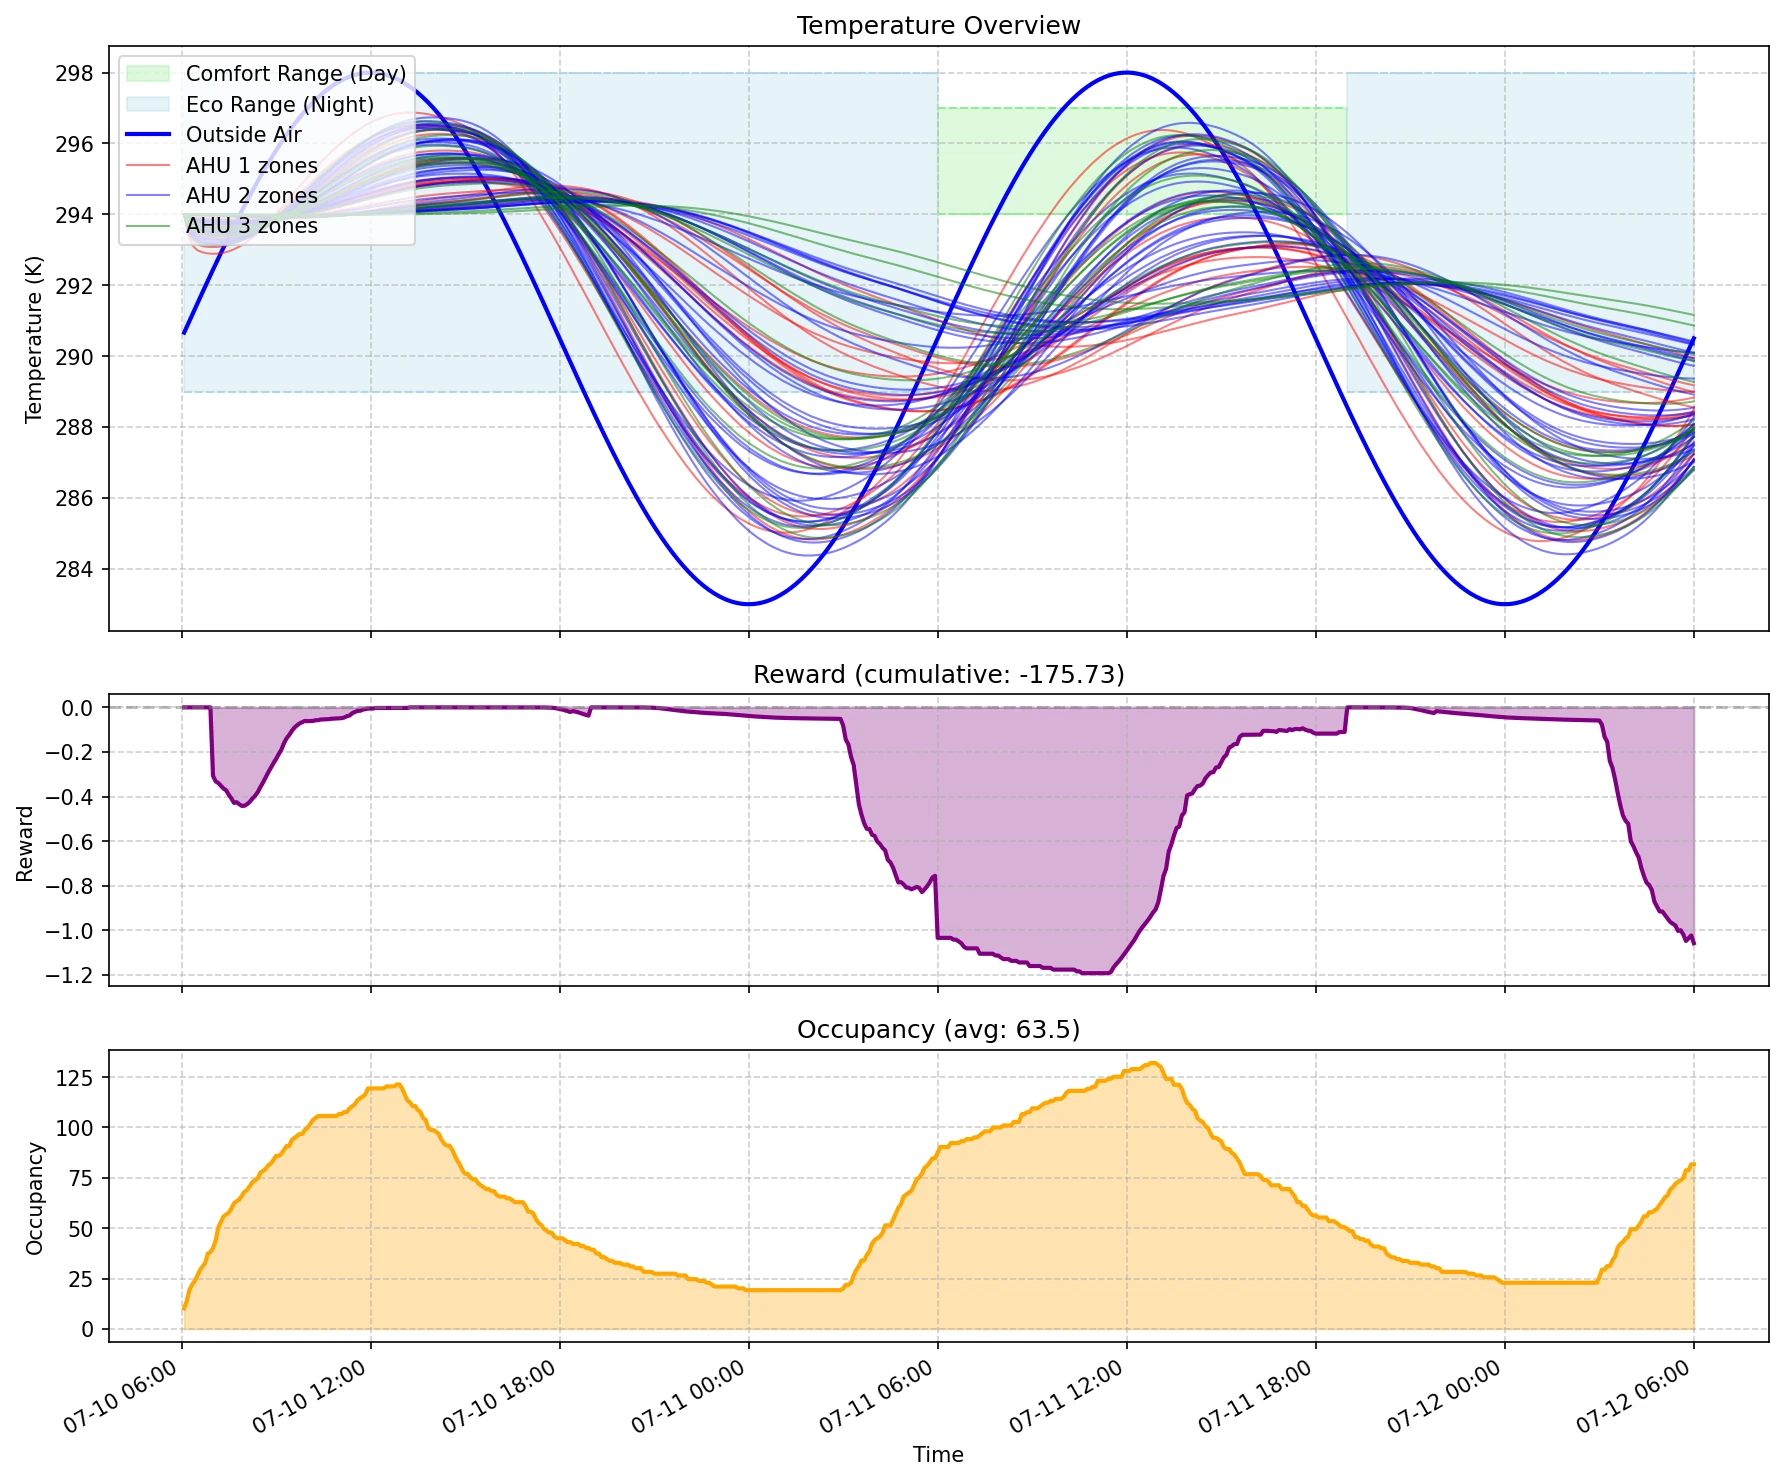 Temperature Overview
298
296
294
292
290
288
286
284
Temperature (K)
Comfort Range (Day)
Eco Range (Night)
Outside Air
AHU 1 zones
AHU 2 zones
AHU 3 zones
Reward (cumulative: -175.73)
0.0
−0.2
−0.4
−0.6
−0.8
−1.0
−1.2
Reward
Occupancy (avg: 63.5)
125
100
75
50
25
0
Occupancy
07-10 06:00
07-10 12:00
07-10 18:00
07-11 00:00
07-11 06:00
07-11 12:00
07-11 18:00
07-12 00:00
07-12 06:00
Time